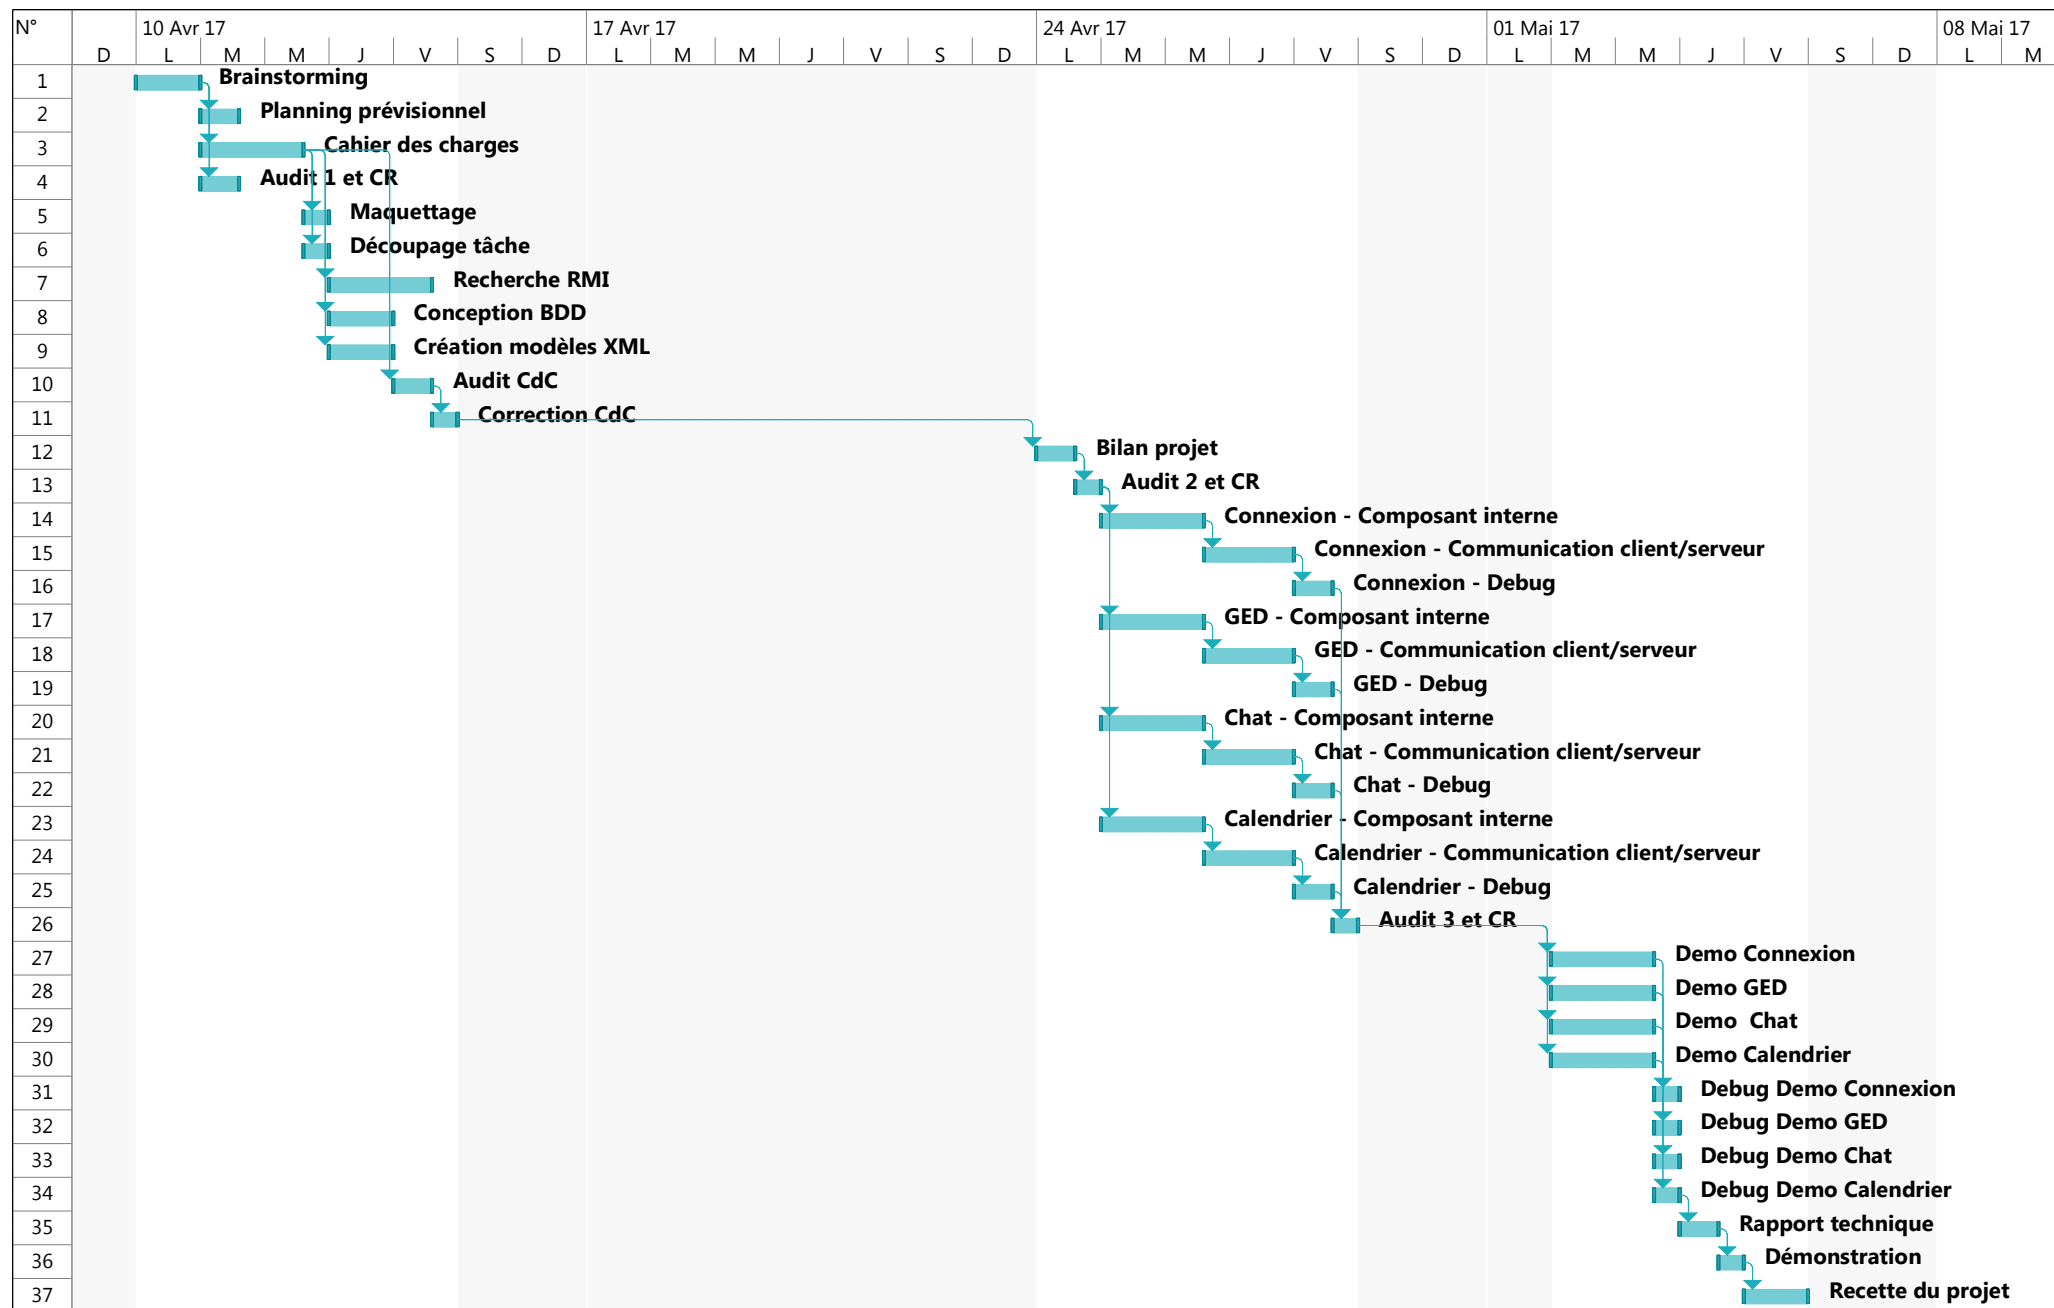 N° 10 Avr 17 17 Avr 17 24 Avr 17 01 Mai 17 08 Mai 17
D L M M J V S D L M M J V S D L M M J V S D L M M J V S D L M
1 Brainstorming
2 Planning prévisionnel
3 Cahier des charges
4 Audit 1 et CR
5 Maquettage
6 Découpage tâche
7 Recherche RMI
8 Conception BDD
9 Création modèles XML
10 Audit CdC
11 Correction CdC
12 Bilan projet
13 Audit 2 et CR
14 Connexion - Composant interne
15 Connexion - Communication client/serveur
16 Connexion - Debug
17 GED - Composant interne
18 GED - Communication client/serveur
19 GED - Debug
20 Chat - Composant interne
21 Chat - Communication client/serveur
22 Chat - Debug
23 Calendrier - Composant interne
24 Calendrier - Communication client/serveur
25 Calendrier - Debug
26 Audit 3 et CR
27 Demo Connexion
28 Demo GED
29 Demo  Chat
30 Demo Calendrier
31 Debug Demo Connexion
32 Debug Demo GED
33 Debug Demo Chat
34 Debug Demo Calendrier
35 Rapport technique
36 Démonstration
37 Recette du projet